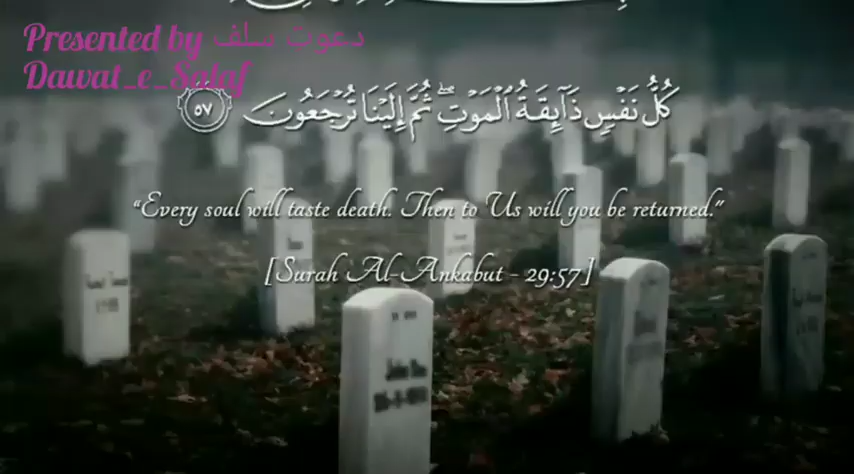 Presented by دعوت سلف
Dawat_e_Salaf
كُلُّ نَفْسٍ ذَآئِقَةُ ٱلْمَوْتِ ۖ ثُمَّ إِلَيْنَا تُرْجَعُونَ ٥٧
“Every soul will taste death. Then to Us will you be returned.”
[Surah Al-Ankabut - 29:57]